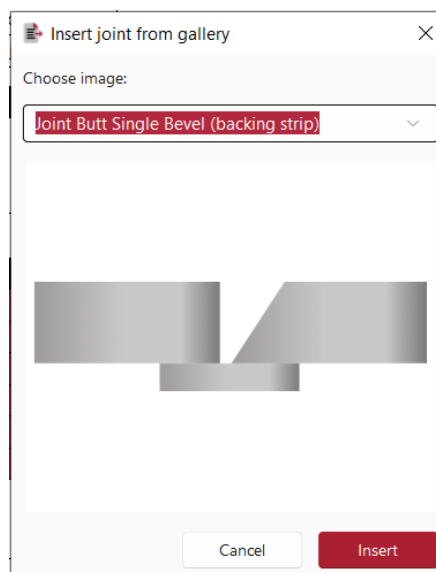 Insert joint from gallery
Choose image:
Joint Butt Single Bevel (backing strip)
Cancel
Insert